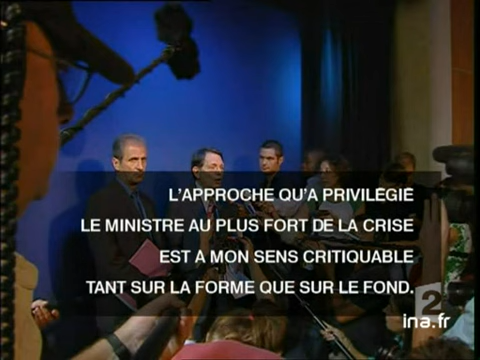 L'APPROCHE QU'A PRIVILEGIÉ
LE MINISTRE AU PLUS FORT DE LA CRISE
EST A MON SENS CRITIQUABLE
TANT SUR LA FORME QUE SUR LE FOND.
2
ina.fr